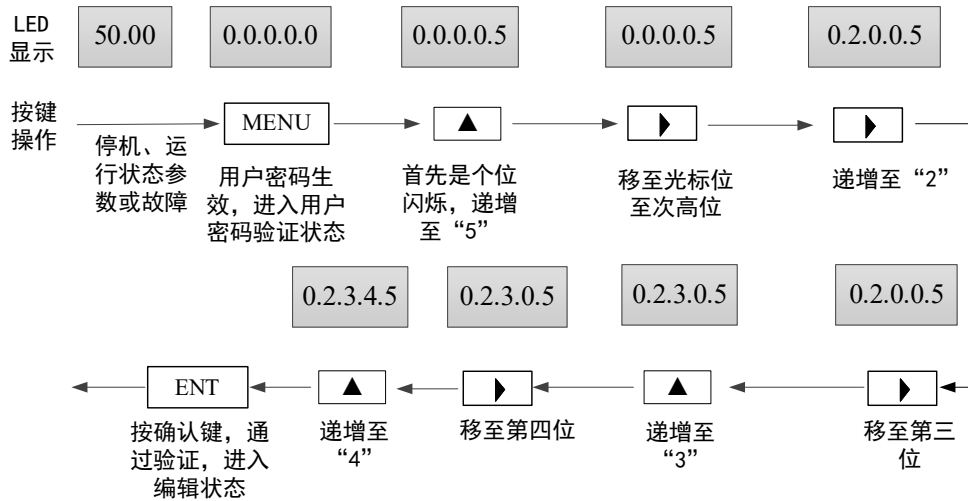 LED
显示
50.00
0.0.0.0.0
0.0.0.0.5
0.0.0.0.5
0.2.0.0.5
按键
操作
MENU
停机、运
行状态参
数或故障
用户密码生
效，进入用户
密码验证状态
首先是个位
闪烁，递增
至“5”
移至光标位
至次高位
递增至“2”
0.2.3.4.5
0.2.3.0.5
0.2.3.0.5
0.2.0.0.5
ENT
按确认键，通
过验证，进入
编辑状态
递增至
“4”
移至第四位
递增至
“3”
移至第三
位